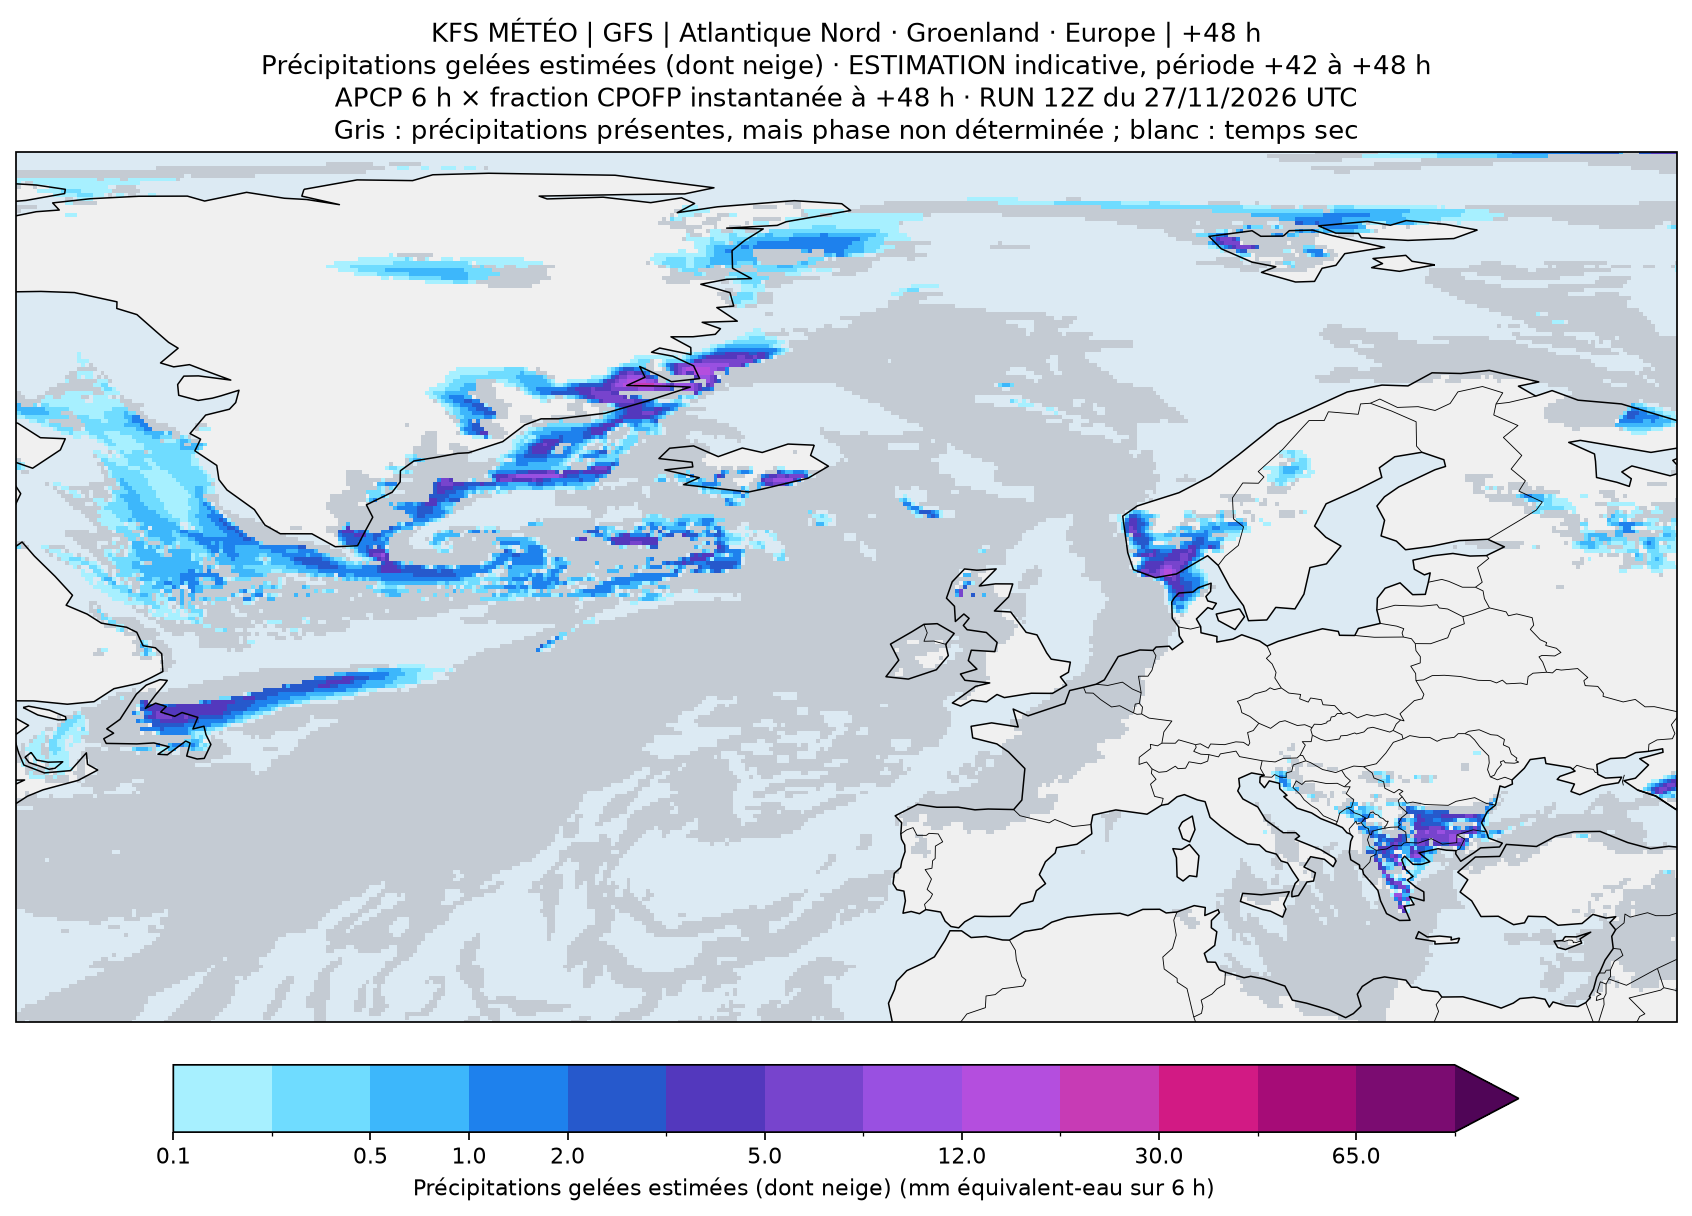 KFS MÉTÉO | GFS | Atlantique Nord · Groenland · Europe | +48 h
Précipitations gelées estimées (dont neige) · ESTIMATION indicative, période +42 à +48 h
APCP 6 h × fraction CPOFP instantanée à +48 h · RUN 12Z du 27/11/2026 UTC
Gris : précipitations présentes, mais phase non déterminée ; blanc : temps sec
0.1 0.5 1.0 2.0 5.0 12.0 30.0 65.0
Précipitations gelées estimées (dont neige) (mm équivalent-eau sur 6 h)